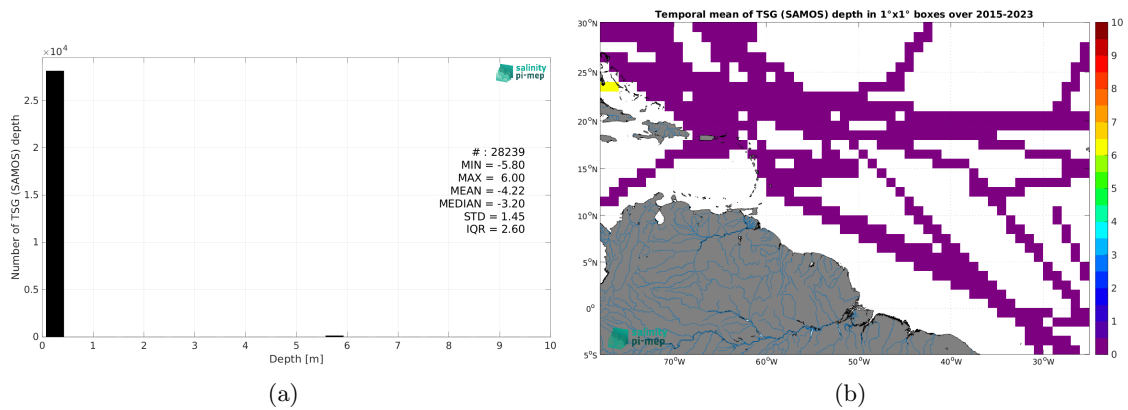 ×10⁴
2.5
2
1.5
1
0.5
0
0 1 2 3 4 5 6 7 8 9 10
Depth [m]
Number of TSG (SAMOS) depth
salinity
pi-mep
# : 28239
MIN = -5.80
MAX = 6.00
MEAN = -4.22
MEDIAN = -3.20
STD = 1.45
IQR = 2.60
(a)
Temporal mean of TSG (SAMOS) depth in 1°x1° boxes over 2015-2023
30°N
25°N
20°N
15°N
10°N
5°N
0°
5°S
70°W 60°W 50°W 40°W 30°W
salinity
pi-mep
10
9
8
7
6
5
4
3
2
1
0
(b)